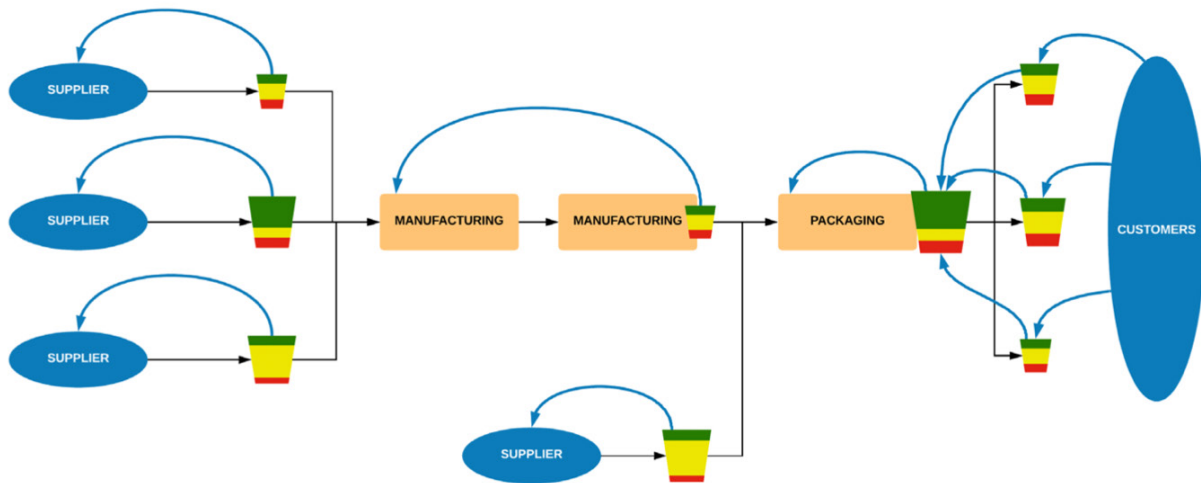 SUPPLIER
SUPPLIER
MANUFACTURING
MANUFACTURING
PACKAGING
CUSTOMERS
SUPPLIER
SUPPLIER